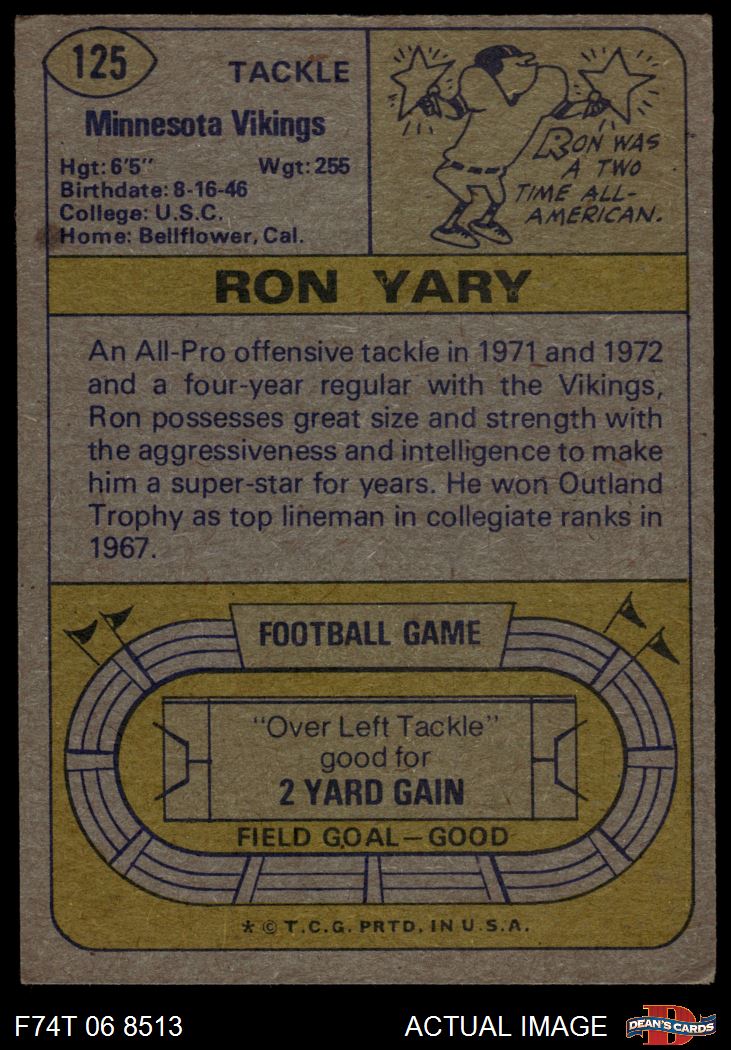 125
TACKLE
Minnesota Vikings
Hgt: 6'5" Wgt: 255
Birthdate: 8-16-46
College: U.S.C.
Home: Bellflower, Cal.
RON WAS
A TWO
TIME ALL-
AMERICAN.
RON YARY
An All-Pro offensive tackle in 1971 and 1972
and a four-year regular with the Vikings,
Ron possesses great size and strength with
the aggressiveness and intelligence to make
him a super-star for years. He won Outland
Trophy as top lineman in collegiate ranks in
1967.
FOOTBALL GAME
"Over Left Tackle"
good for
2 YARD GAIN
FIELD GOAL—GOOD
* © T.C.G. PRTD. IN U.S.A.
F74T 06 8513 ACTUAL IMAGE
DEAN'S CARDS